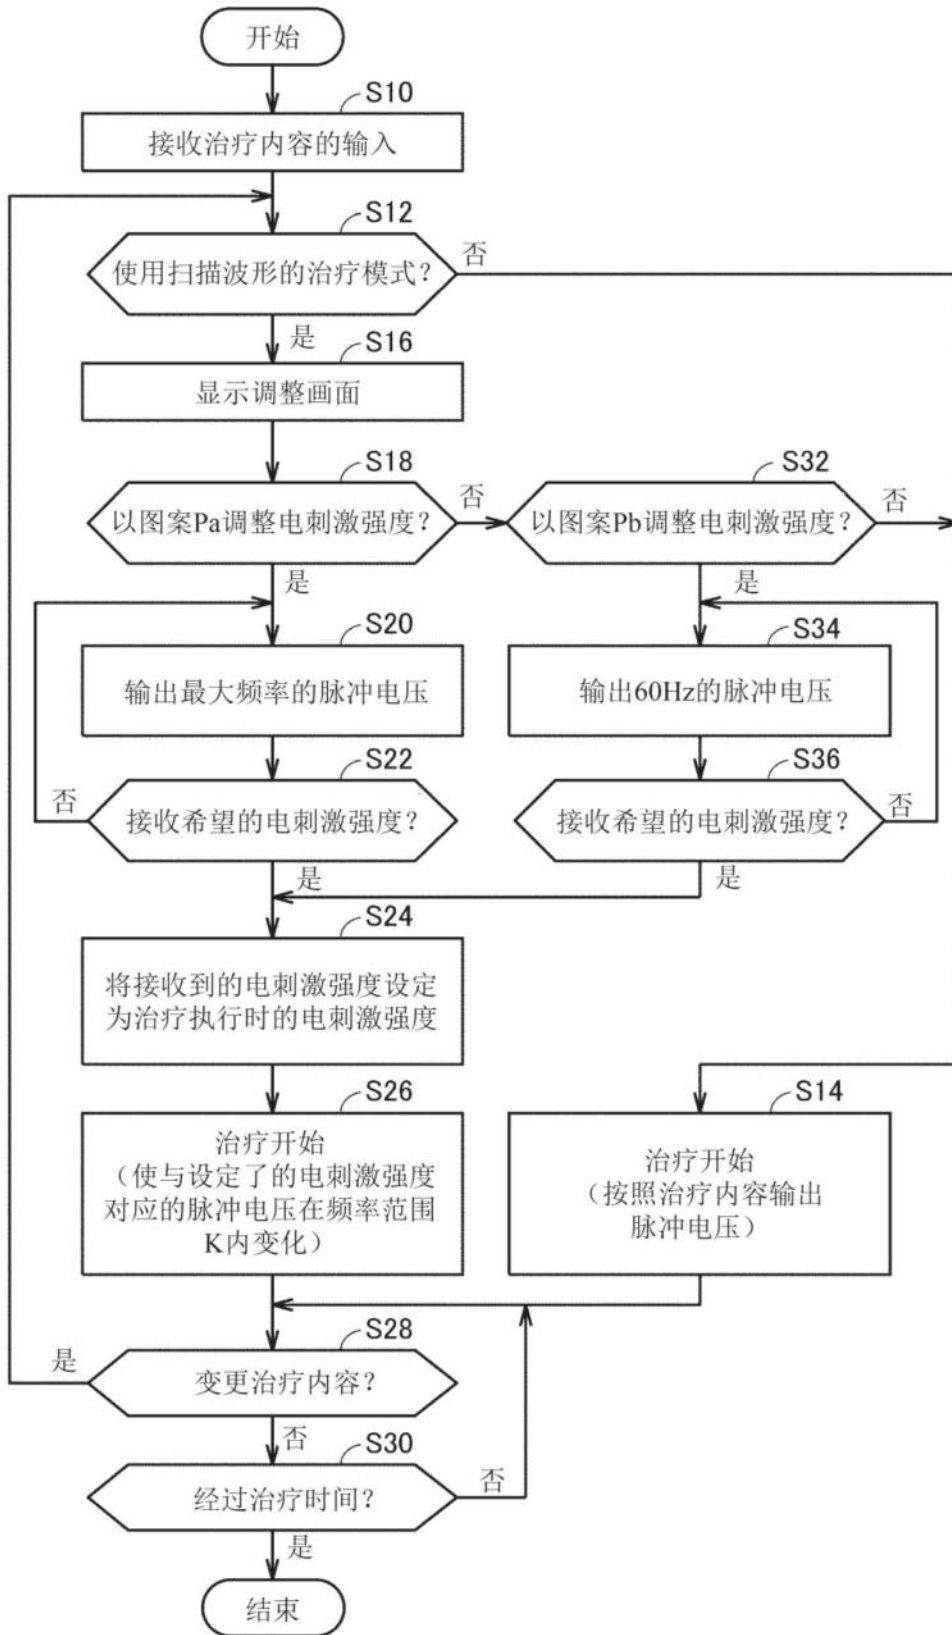 开始
S10
接收治疗内容的输入
S12
使用扫描波形的治疗模式?
否
是
S16
显示调整画面
S18
以图案Pa调整电刺激强度?
否
S32
以图案Pb调整电刺激强度?
否
是
是
S20
输出最大频率的脉冲电压
S34
输出60Hz的脉冲电压
S22
接收希望的电刺激强度?
否
S36
接收希望的电刺激强度?
否
是
是
S24
将接收到的电刺激强度设定
为治疗执行时的电刺激强度
S26
治疗开始
(使与设定了的电刺激强度
对应的脉冲电压在频率范围
K内变化)
S14
治疗开始
(按照治疗内容输出
脉冲电压)
S28
是
变更治疗内容?
否
S30
经过治疗时间?
否
是
结束